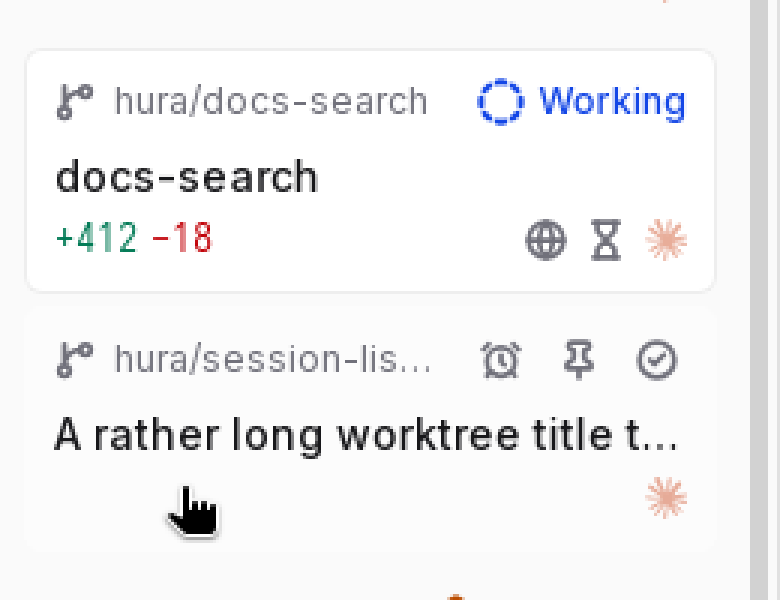 hura/docs-search Working
docs-search
+412 −18
hura/session-lis...
A rather long worktree title t...